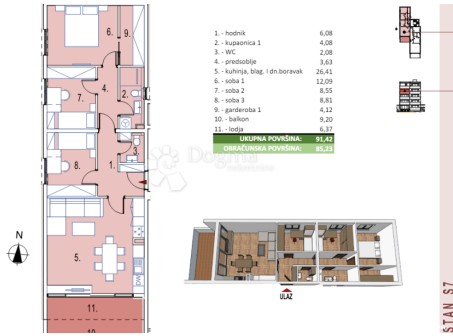 1. - hodnik 6,08
2. - kupaonica 1 4,08
3. - WC 2,08
4. - predsoblje 3,63
5. - kuhinja, blag. I dn.boravak 26,41
6. - soba 1 12,09
7. - soba 2 8,55
8. - soba 3 8,81
9. - garderoba 1 4,12
10. - balkon 9,20
11. - lodja 6,37
UKUPNA POVRŠINA: 91,42
OBRAČUNSKA POVRŠINA: 85,23
6.
9.
4.
2.
7.
3.
1.
8.
5.
11.
10.
N
Dogma
ULAZ
STAN S7